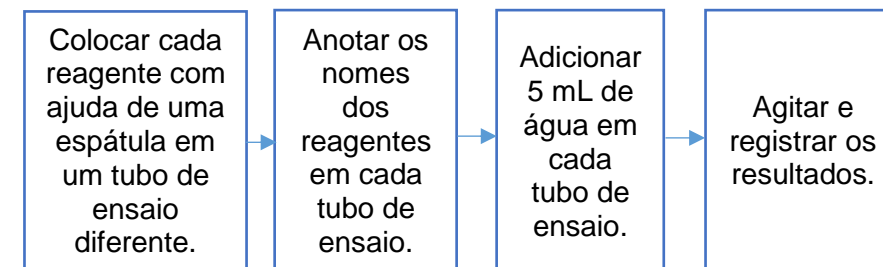 Colocar cada
reagente com
ajuda de uma
espátula em
um tubo de
ensaio
diferente.
Anotar os
nomes
dos
reagentes
em cada
tubo de
ensaio.
Adicionar
5 mL de
água em
cada
tubo de
ensaio.
Agitar e
registrar os
resultados.